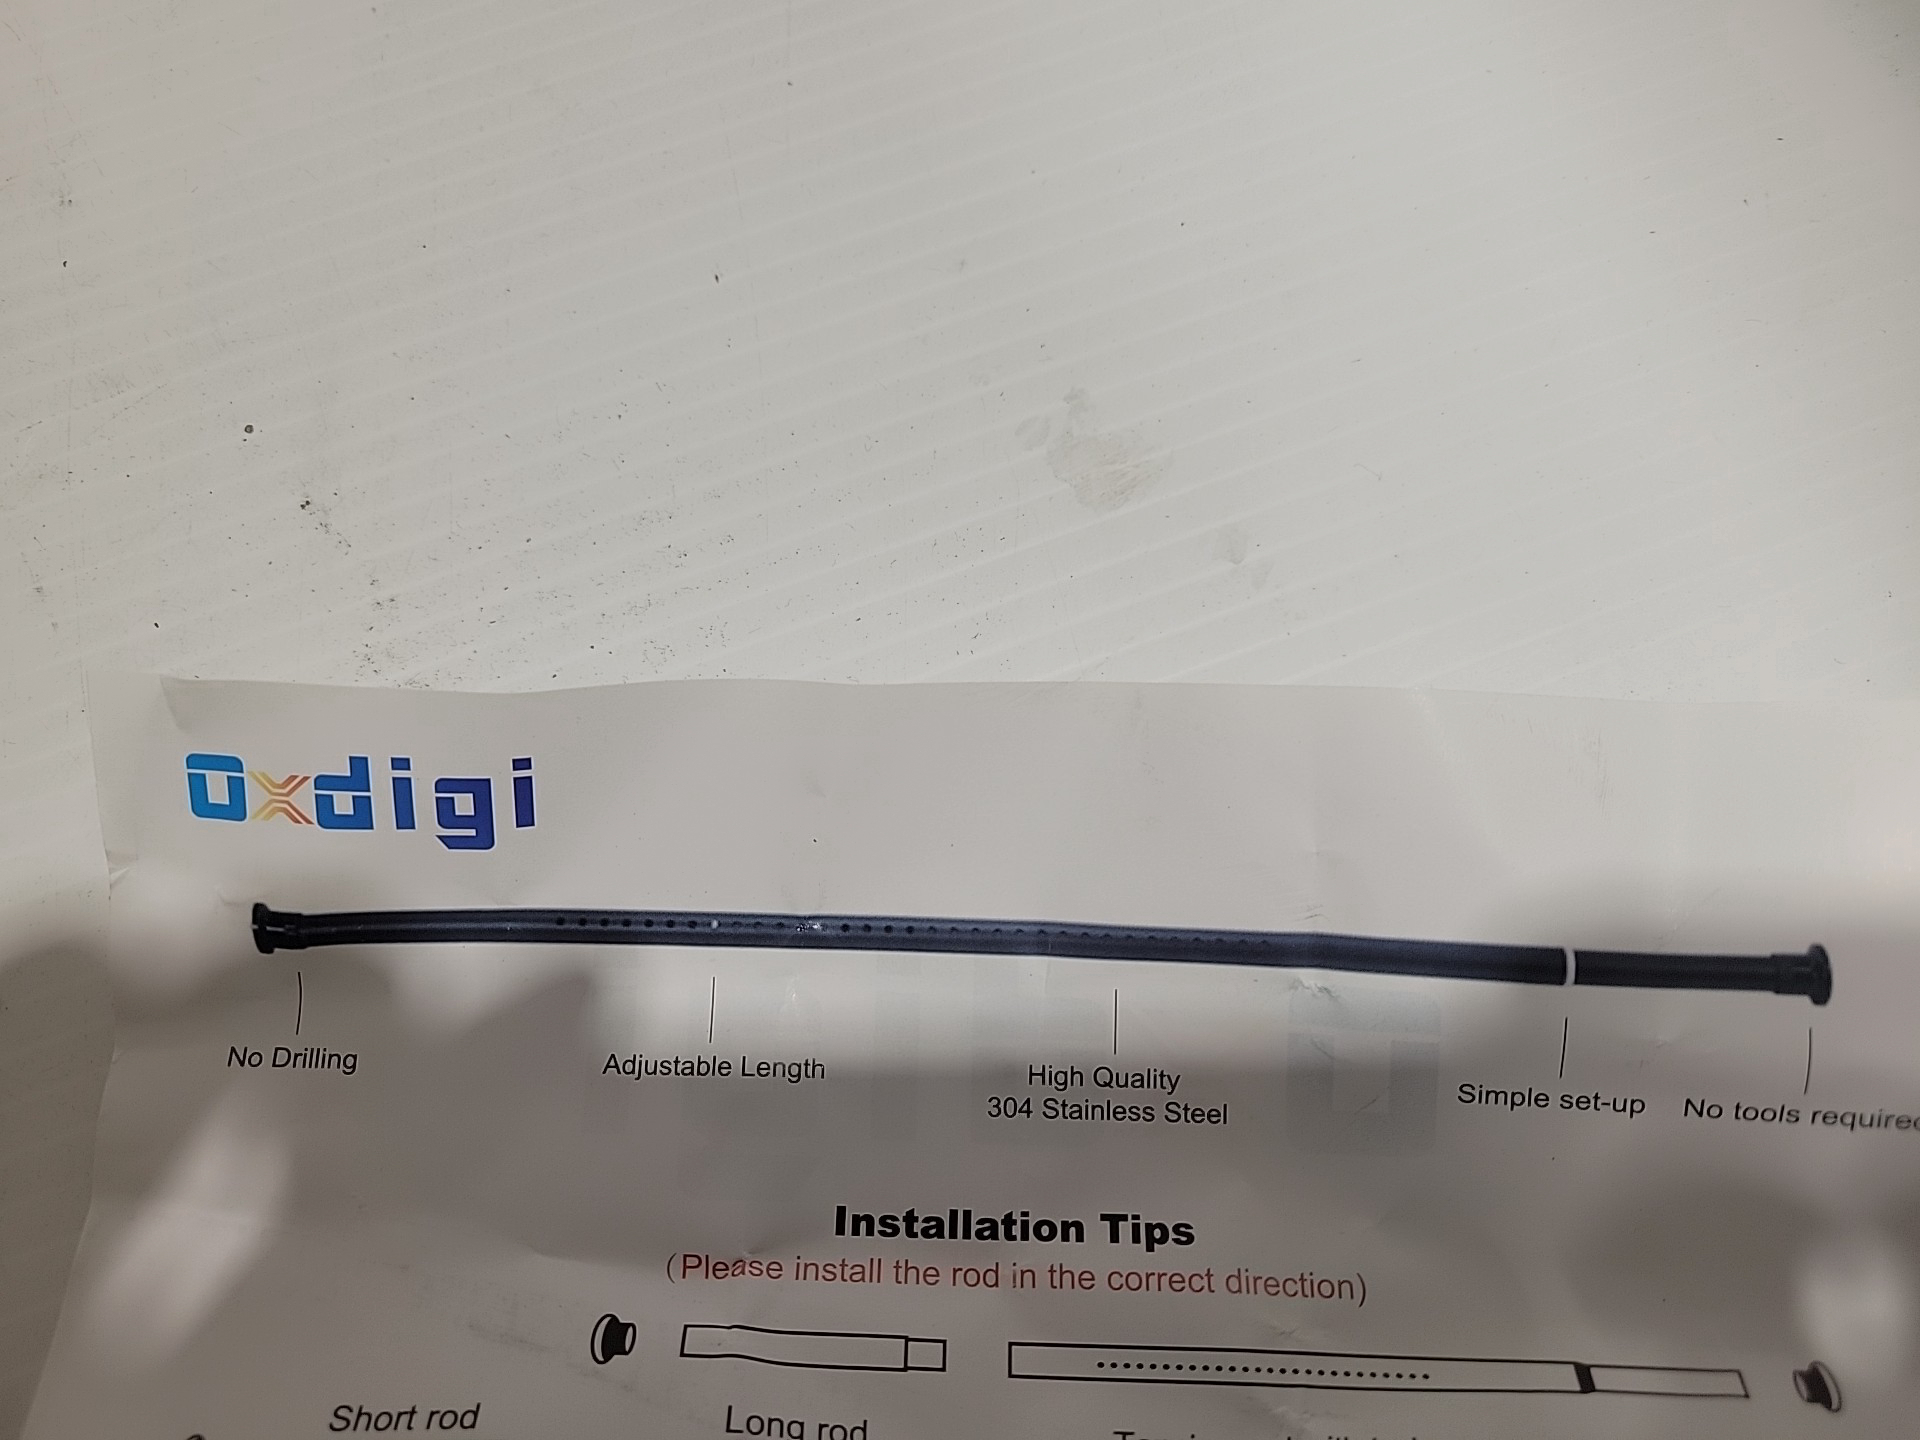 Oxdigi
No Drilling
Adjustable Length
High Quality
304 Stainless Steel
Simple set-up
No tools required
Installation Tips
(Please install the rod in the correct direction)
Short rod
Long rod